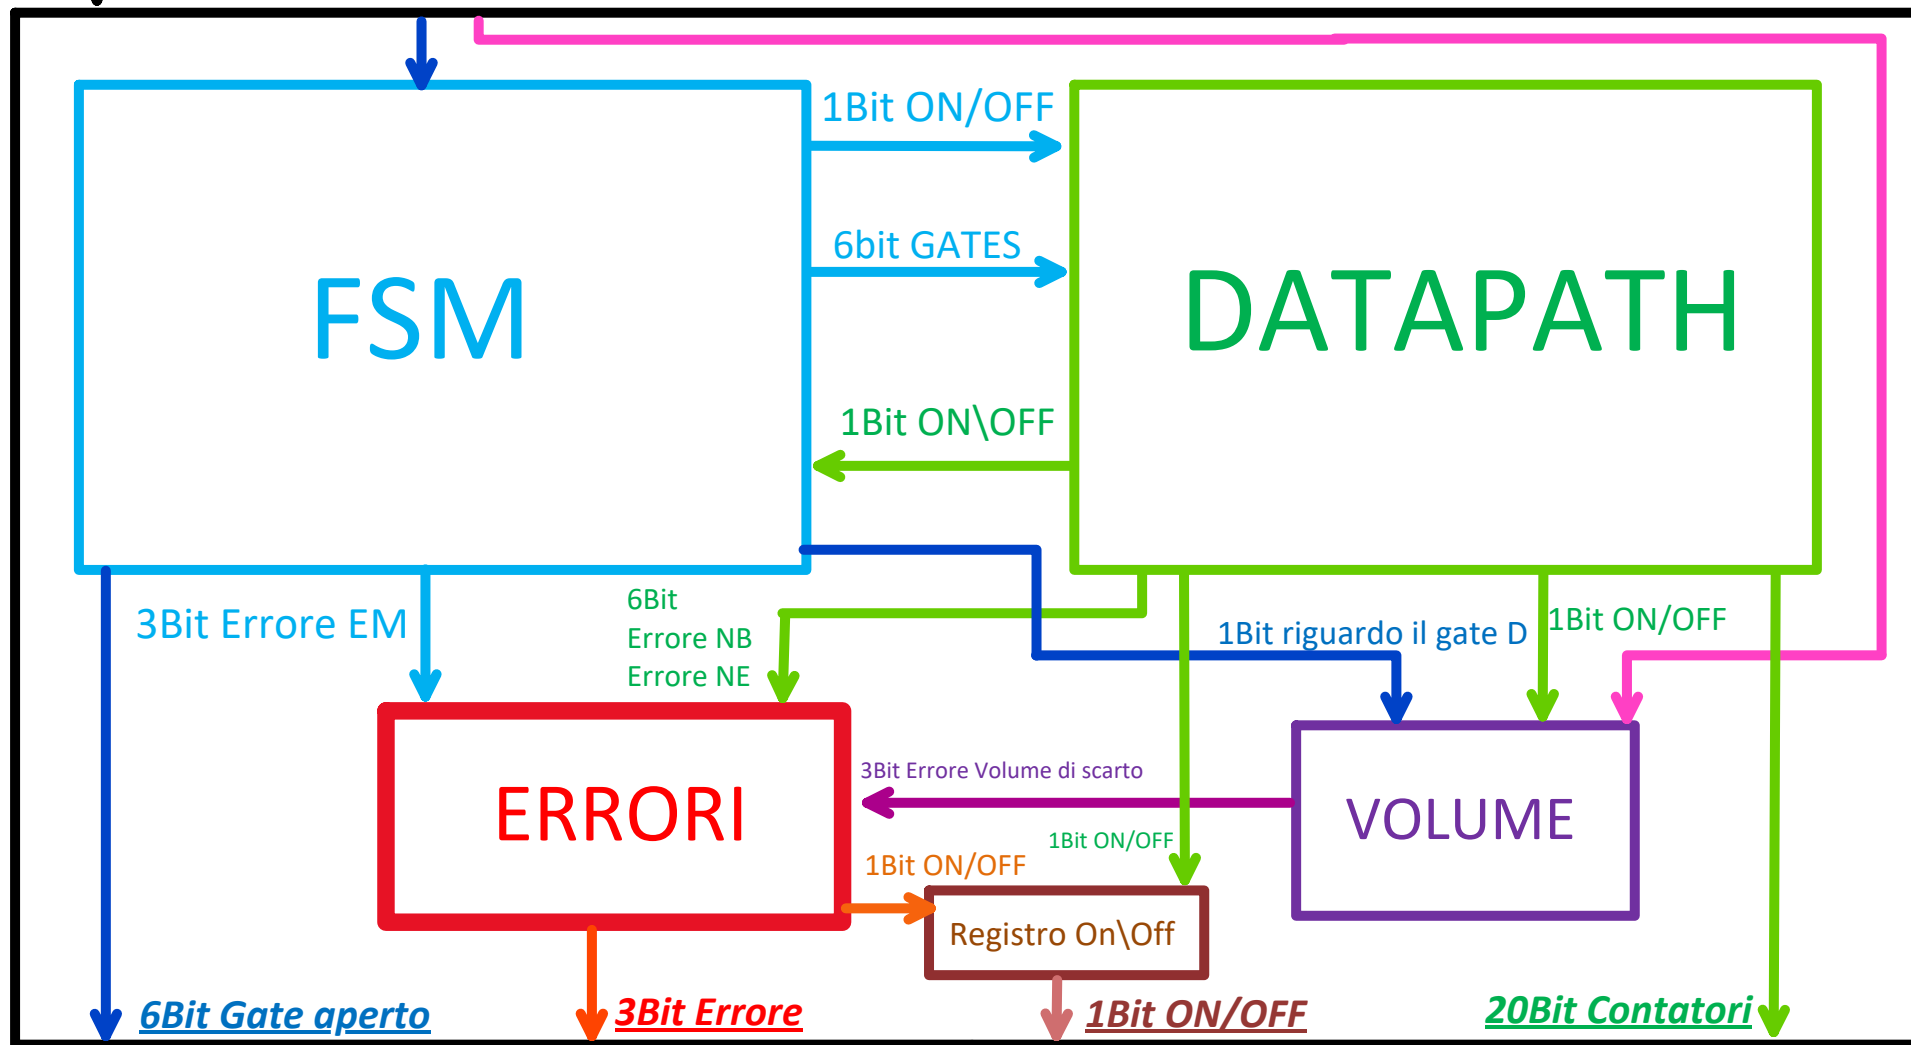 1Bit ON/OFF
6bit GATES
FSM
DATAPATH
1Bit ON\OFF
3Bit Errore EM
6Bit
Errore NB
Errore NE
1Bit riguardo il gate D
1Bit ON/OFF
3Bit Errore Volume di scarto
ERRORI
VOLUME
1Bit ON/OFF
1Bit ON/OFF
Registro On\Off
6Bit Gate aperto
3Bit Errore
1Bit ON/OFF
20Bit Contatori